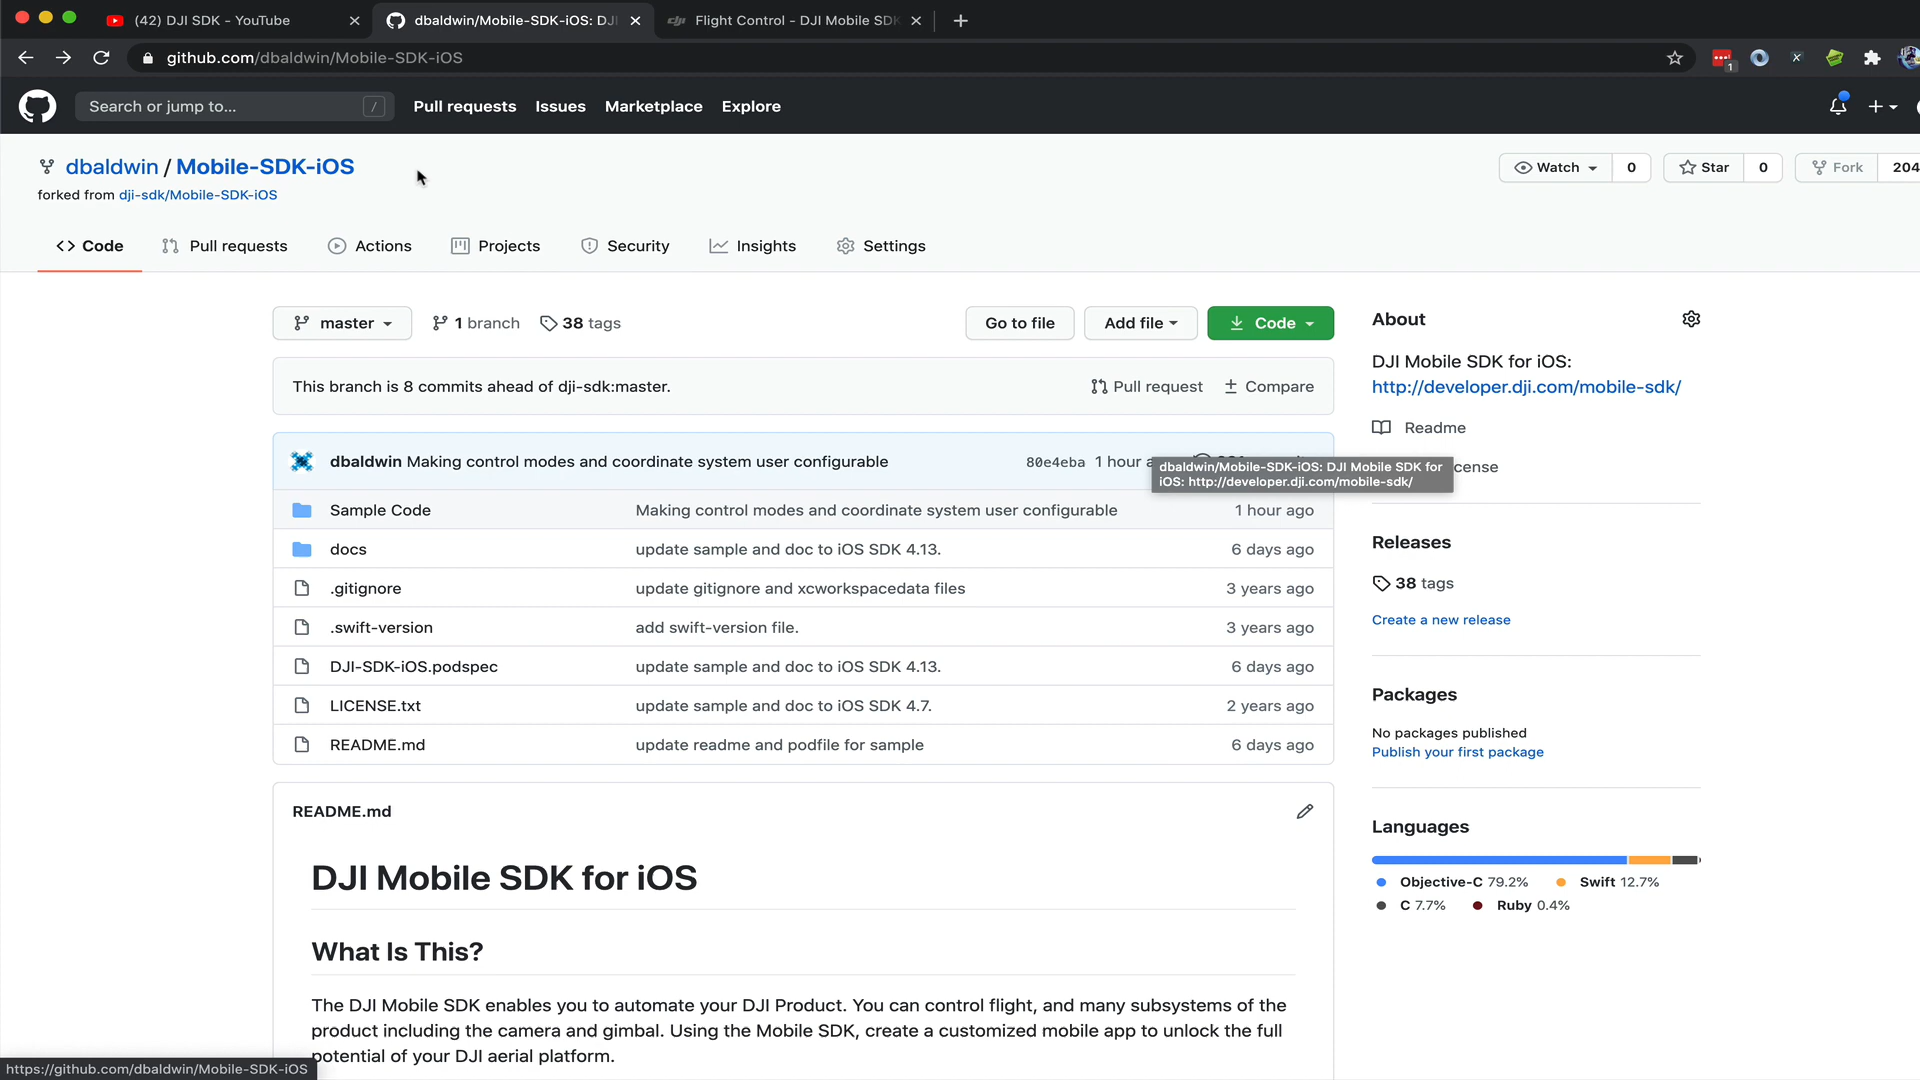 (42) DJI SDK - YouTube
dbaldwin/Mobile-SDK-iOS: DJI
Flight Control - DJI Mobile SDK
github.com/dbaldwin/Mobile-SDK-iOS
1
Search or jump to...
/
Pull requests
Issues
Marketplace
Explore
dbaldwin / Mobile-SDK-iOS
forked from dji-sdk/Mobile-SDK-iOS
Watch
0
Star
0
Fork
204
Code
Pull requests
Actions
Projects
Security
Insights
Settings
master
1 branch
38 tags
Go to file
Add file
Code
This branch is 8 commits ahead of dji-sdk:master.
Pull request
Compare
dbaldwin Making control modes and coordinate system user configurable
80e4eba 1 hour
dbaldwin/Mobile-SDK-iOS: DJI Mobile SDK for
iOS: http://developer.dji.com/mobile-sdk/
Sample Code
Making control modes and coordinate system user configurable
1 hour ago
docs
update sample and doc to iOS SDK 4.13.
6 days ago
.gitignore
update gitignore and xcworkspacedata files
3 years ago
.swift-version
add swift-version file.
3 years ago
DJI-SDK-iOS.podspec
update sample and doc to iOS SDK 4.13.
6 days ago
LICENSE.txt
update sample and doc to iOS SDK 4.7.
2 years ago
README.md
update readme and podfile for sample
6 days ago
README.md
DJI Mobile SDK for iOS
What Is This?
The DJI Mobile SDK enables you to automate your DJI Product. You can control flight, and many subsystems of the
product including the camera and gimbal. Using the Mobile SDK, create a customized mobile app to unlock the full
potential of your DJI aerial platform.
https://github.com/dbaldwin/Mobile-SDK-iOS
About
DJI Mobile SDK for iOS:
http://developer.dji.com/mobile-sdk/
Readme
cense
Releases
38 tags
Create a new release
Packages
No packages published
Publish your first package
Languages
Objective-C 79.2%
Swift 12.7%
C 7.7%
Ruby 0.4%